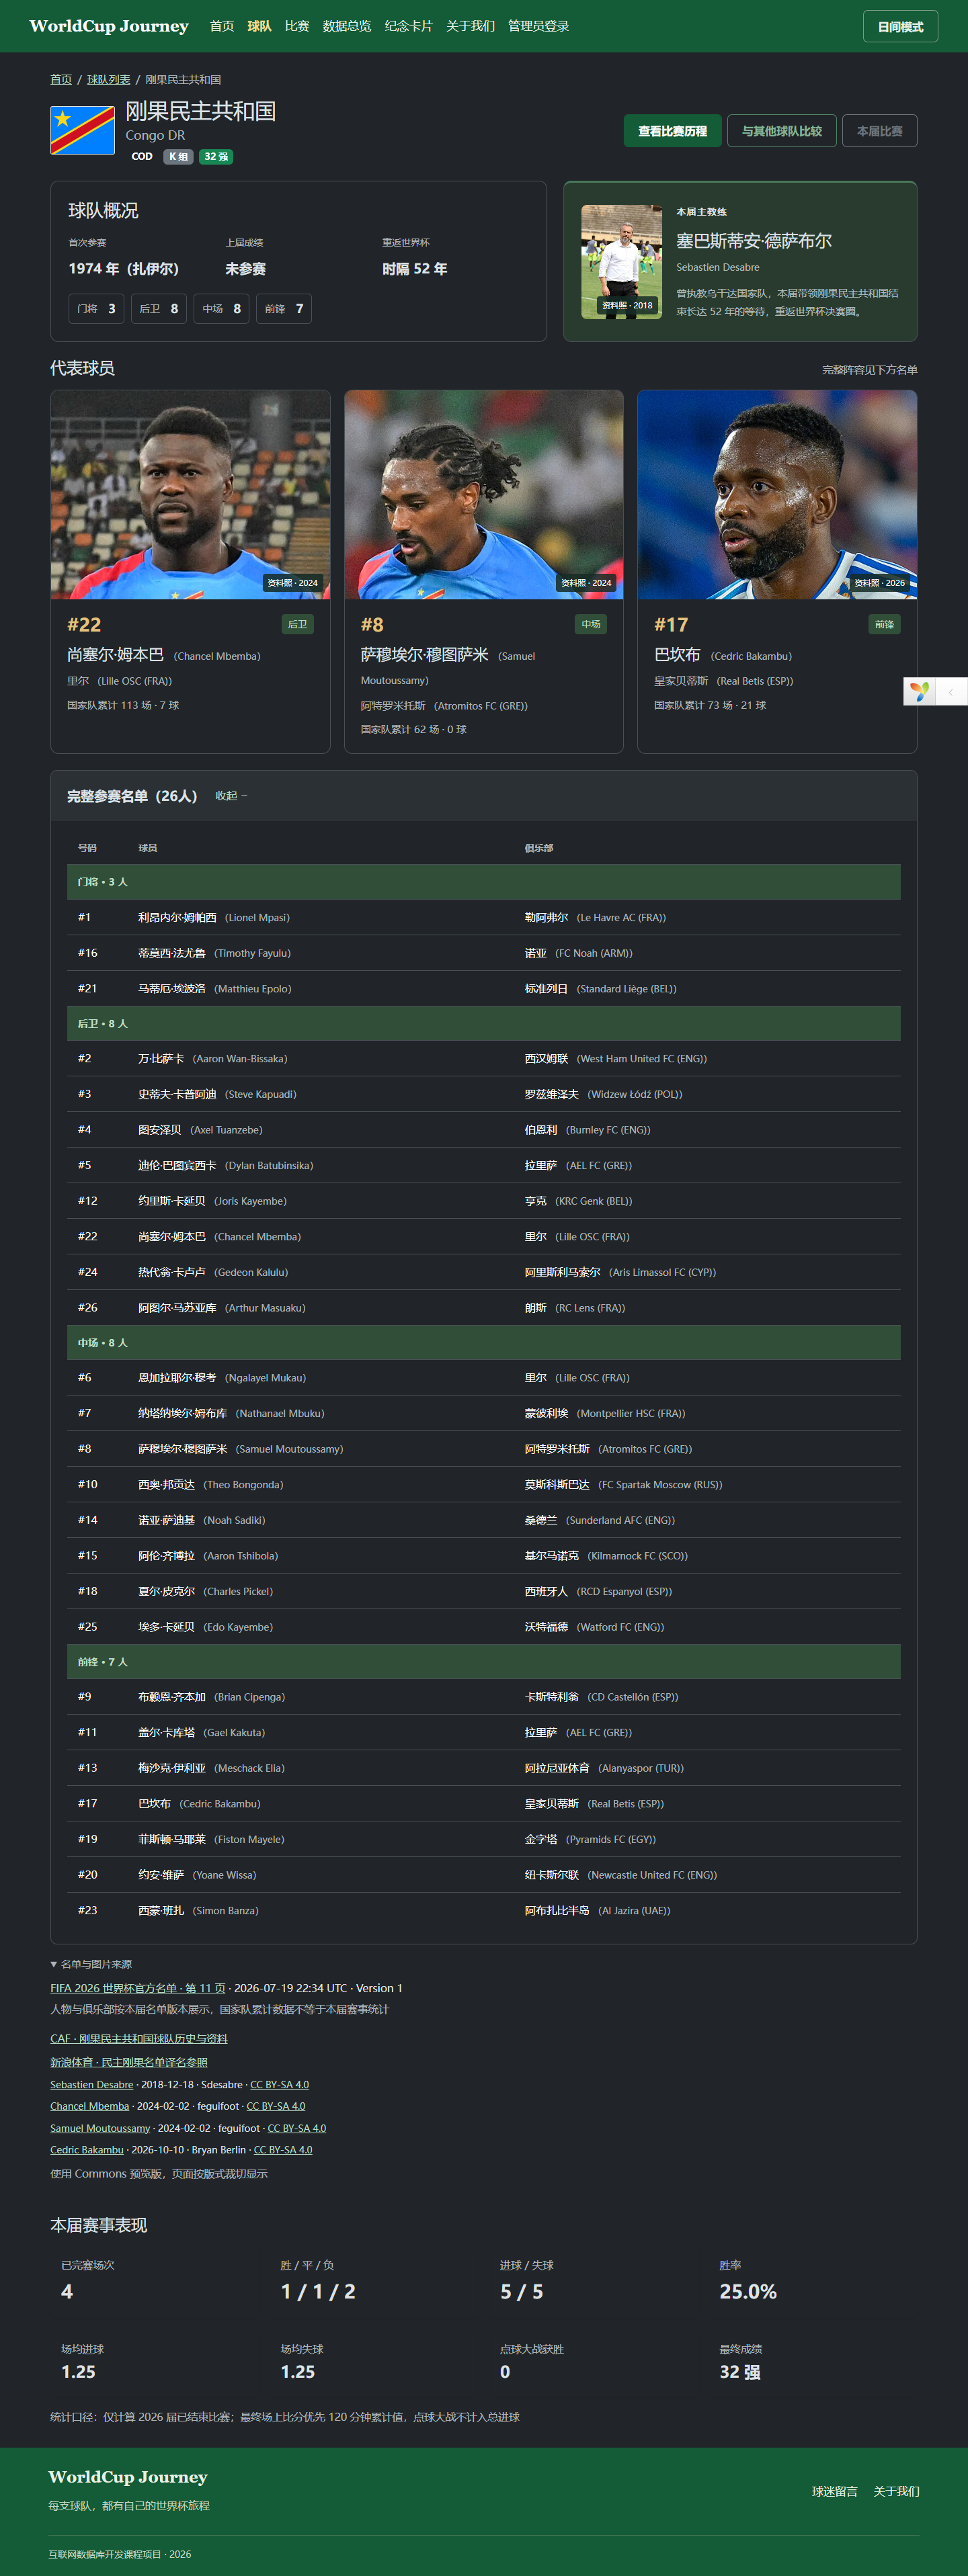 WorldCup Journey 首页 球队 比赛 数据总览 纪念卡片 关于我们 管理员登录 日间模式
首页 / 球队列表 / 刚果民主共和国
刚果民主共和国
Congo DR
COD K 组 32 强
查看比赛历程 与其他球队比较 本届比赛
球队概况
首次参赛 上届成绩 重返世界杯
1974 年（扎伊尔） 未参赛 时隔 52 年
门将 3 后卫 8 中场 8 前锋 7
资料照 · 2018
本届主教练
塞巴斯蒂安·德萨布尔
Sebastien Desabre
曾执教乌干达国家队，本届带领刚果民主共和国结
束长达 52 年的等待，重返世界杯决赛圈。
代表球员 完整阵容见下方名单
资料照 · 2024
#22 后卫
尚塞尔·姆本巴 （Chancel Mbemba）
里尔 （Lille OSC (FRA)）
国家队累计 113 场 · 7 球
资料照 · 2024
#8 中场
萨穆埃尔·穆图萨米 （Samuel
Moutoussamy）
阿特罗米托斯 （Atromitos FC (GRE)）
国家队累计 62 场 · 0 球
资料照 · 2026
#17 前锋
巴坎布 （Cedric Bakambu）
皇家贝蒂斯 （Real Betis (ESP)）
国家队累计 73 场 · 21 球
完整参赛名单（26人） 收起 −
号码 球员 俱乐部
门将 • 3 人
#1 利昂内尔·姆帕西 （Lionel Mpasi） 勒阿弗尔 （Le Havre AC (FRA)）
#16 蒂莫西·法尤鲁 （Timothy Fayulu） 诺亚 （FC Noah (ARM)）
#21 马蒂厄·埃波洛 （Matthieu Epolo） 标准列日 （Standard Liège (BEL)）
后卫 • 8 人
#2 万·比萨卡 （Aaron Wan-Bissaka） 西汉姆联 （West Ham United FC (ENG)）
#3 史蒂夫·卡普阿迪 （Steve Kapuadi） 罗兹维泽夫 （Widzew Łódź (POL)）
#4 图安泽贝 （Axel Tuanzebe） 伯恩利 （Burnley FC (ENG)）
#5 迪伦·巴图宾西卡 （Dylan Batubinsika） 拉里萨 （AEL FC (GRE)）
#12 约里斯·卡延贝 （Joris Kayembe） 亨克 （KRC Genk (BEL)）
#22 尚塞尔·姆本巴 （Chancel Mbemba） 里尔 （Lille OSC (FRA)）
#24 热代翁·卡卢卢 （Gedeon Kalulu） 阿里斯利马索尔 （Aris Limassol FC (CYP)）
#26 阿图尔·马苏亚库 （Arthur Masuaku） 朗斯 （RC Lens (FRA)）
中场 • 8 人
#6 恩加拉耶尔·穆考 （Ngalayel Mukau） 里尔 （Lille OSC (FRA)）
#7 纳塔纳埃尔·姆布库 （Nathanael Mbuku） 蒙彼利埃 （Montpellier HSC (FRA)）
#8 萨穆埃尔·穆图萨米 （Samuel Moutoussamy） 阿特罗米托斯 （Atromitos FC (GRE)）
#10 西奥·邦贡达 （Theo Bongonda） 莫斯科斯巴达 （FC Spartak Moscow (RUS)）
#14 诺亚·萨迪基 （Noah Sadiki） 桑德兰 （Sunderland AFC (ENG)）
#15 阿伦·齐博拉 （Aaron Tshibola） 基尔马诺克 （Kilmarnock FC (SCO)）
#18 夏尔·皮克尔 （Charles Pickel） 西班牙人 （RCD Espanyol (ESP)）
#25 埃多·卡延贝 （Edo Kayembe） 沃特福德 （Watford FC (ENG)）
前锋 • 7 人
#9 布赖恩·齐本加 （Brian Cipenga） 卡斯特利翁 （CD Castellón (ESP)）
#11 盖尔·卡库塔 （Gael Kakuta） 拉里萨 （AEL FC (GRE)）
#13 梅沙克·伊利亚 （Meschack Elia） 阿拉尼亚体育 （Alanyaspor (TUR)）
#17 巴坎布 （Cedric Bakambu） 皇家贝蒂斯 （Real Betis (ESP)）
#19 菲斯顿·马耶莱 （Fiston Mayele） 金字塔 （Pyramids FC (EGY)）
#20 约安·维萨 （Yoane Wissa） 纽卡斯尔联 （Newcastle United FC (ENG)）
#23 西蒙·班扎 （Simon Banza） 阿布扎比半岛 （Al Jazira (UAE)）
▼ 名单与图片来源
FIFA 2026 世界杯官方名单 · 第 11 页 · 2026-07-19 22:34 UTC · Version 1
人物与俱乐部按本届名单版本展示，国家队累计数据不等于本届赛事统计
CAF · 刚果民主共和国球队历史与资料
新浪体育 · 民主刚果名单译名参照
Sebastien Desabre · 2018-12-18 · Sdesabre · CC BY-SA 4.0
Chancel Mbemba · 2024-02-02 · feguifoot · CC BY-SA 4.0
Samuel Moutoussamy · 2024-02-02 · feguifoot · CC BY-SA 4.0
Cedric Bakambu · 2026-10-10 · Bryan Berlin · CC BY-SA 4.0
使用 Commons 预览版，页面按版式裁切显示
本届赛事表现
已完赛场次 胜 / 平 / 负 进球 / 失球 胜率
4 1 / 1 / 2 5 / 5 25.0%
场均进球 场均失球 点球大战获胜 最终成绩
1.25 1.25 0 32 强
统计口径：仅计算 2026 届已结束比赛；最终场上比分优先 120 分钟累计值，点球大战不计入总进球
WorldCup Journey
每支球队，都有自己的世界杯旅程
球迷留言 关于我们
互联网数据库开发课程项目 · 2026